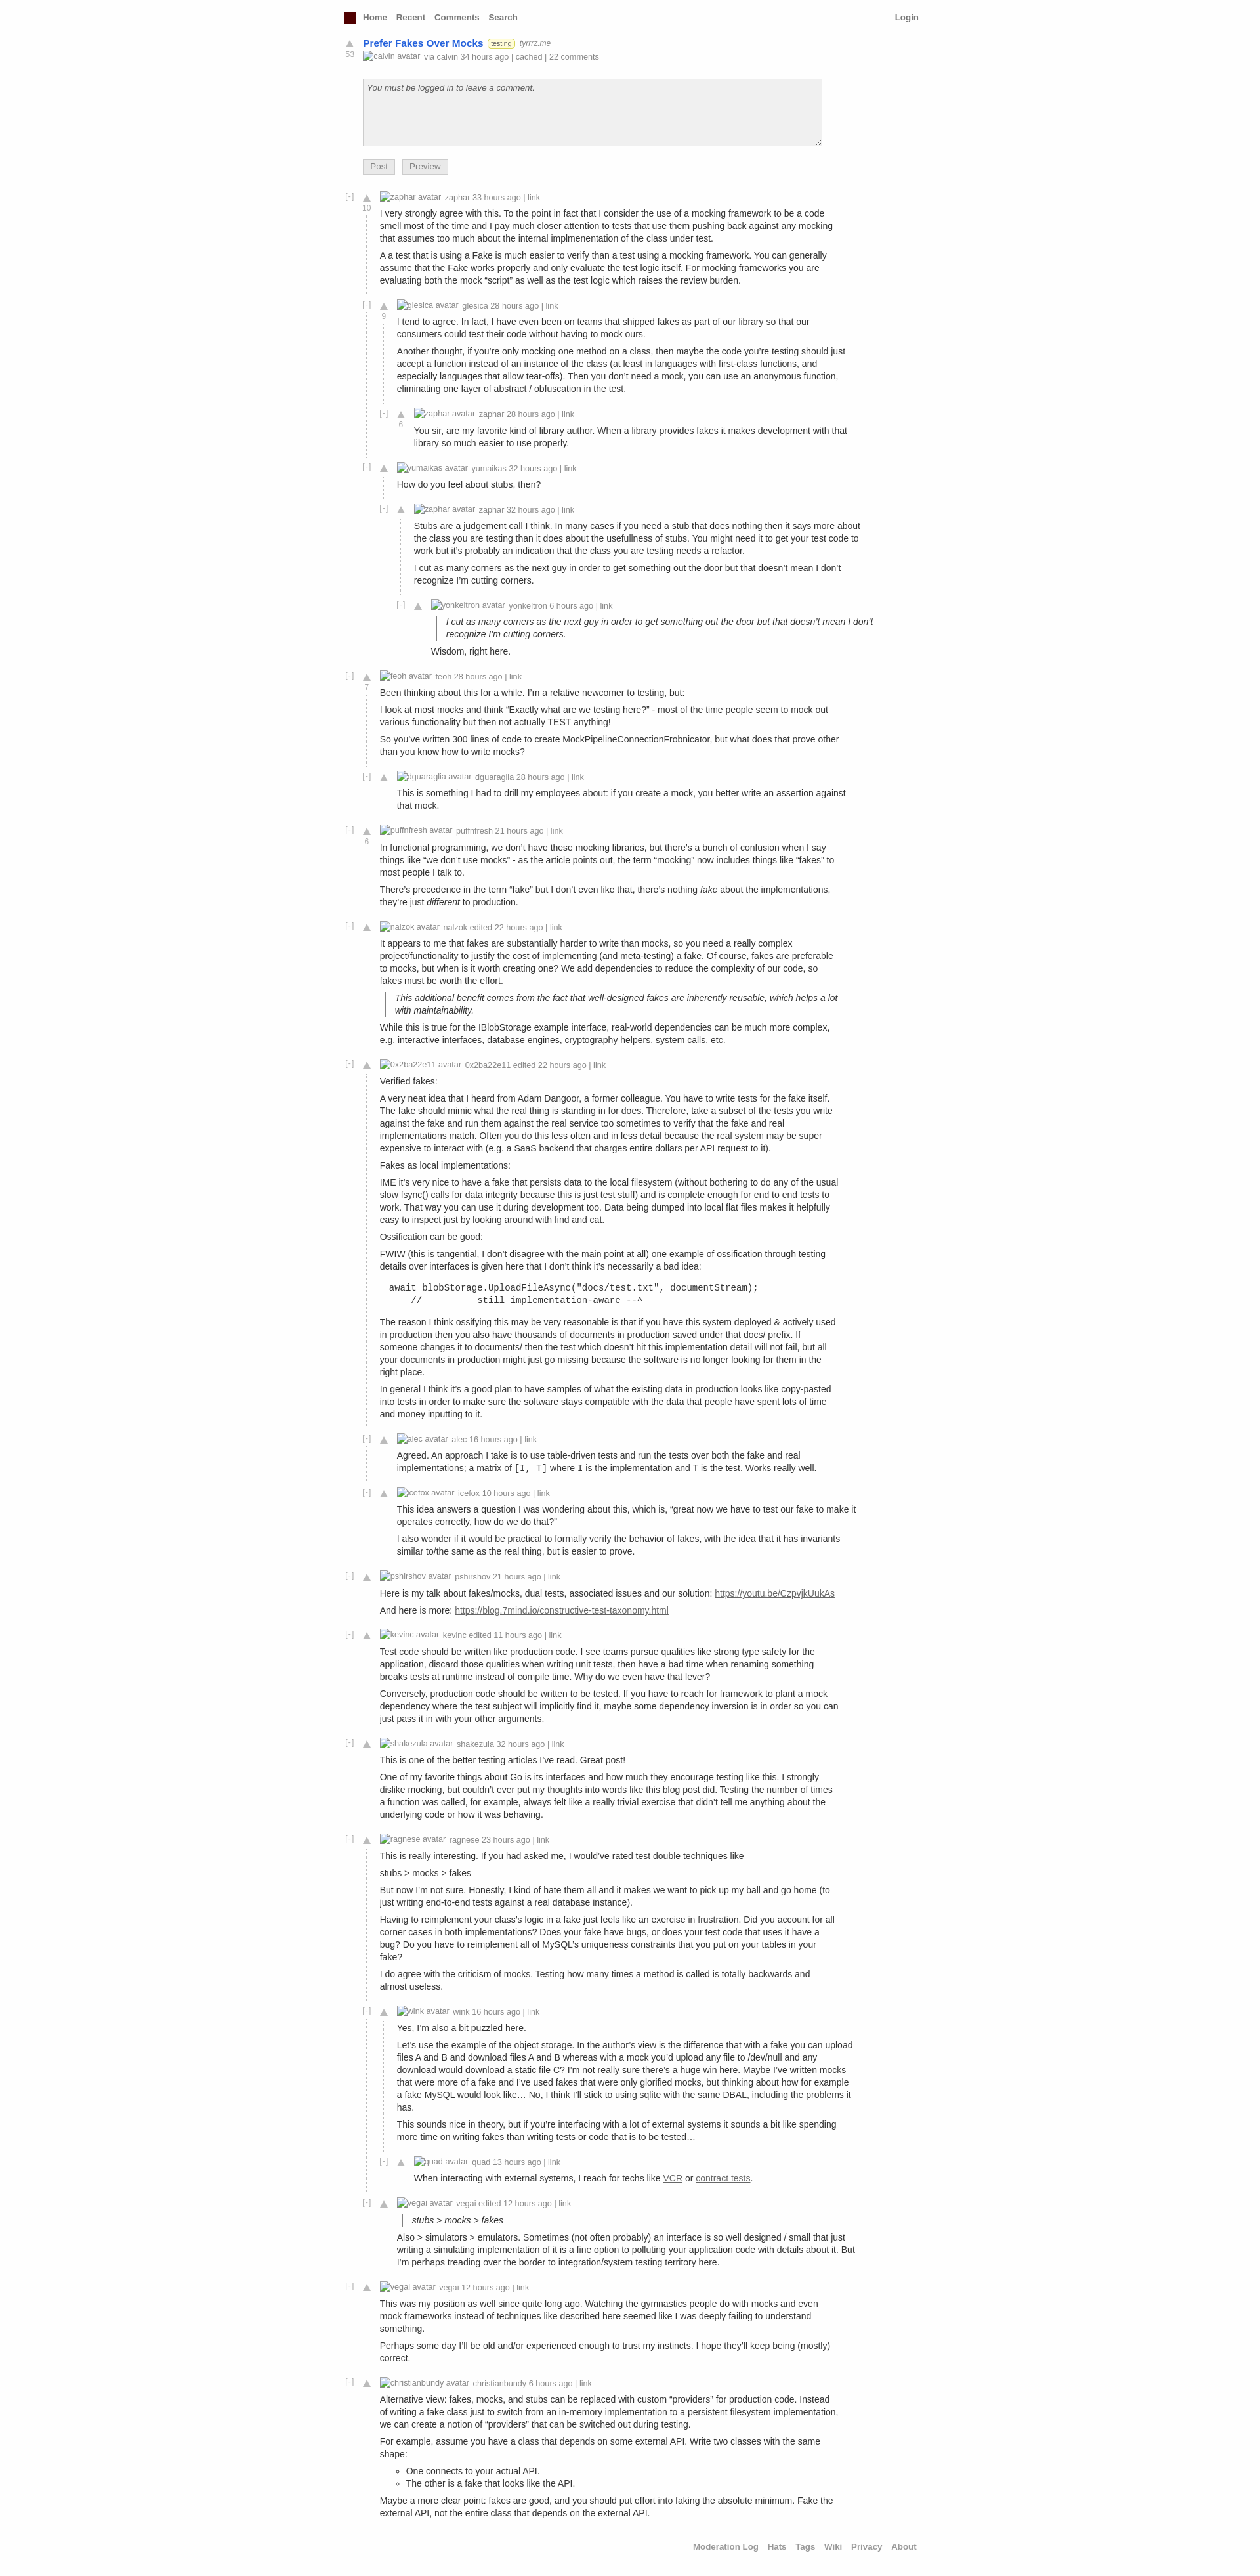 Home Recent Comments Search Login
Prefer Fakes Over Mocks testing tyrrrz.me
53
calvin avatar via calvin 34 hours ago | cached | 22 comments
You must be logged in to leave a comment.
Post Preview
[-] zaphar avatar zaphar 33 hours ago | link
10
I very strongly agree with this. To the point in fact that I consider the use of a mocking framework to be a code
smell most of the time and I pay much closer attention to tests that use them pushing back against any mocking
that assumes too much about the internal implmenentation of the class under test.
A a test that is using a Fake is much easier to verify than a test using a mocking framework. You can generally
assume that the Fake works properly and only evaluate the test logic itself. For mocking frameworks you are
evaluating both the mock “script” as well as the test logic which raises the review burden.
[-] glesica avatar glesica 28 hours ago | link
9
I tend to agree. In fact, I have even been on teams that shipped fakes as part of our library so that our
consumers could test their code without having to mock ours.
Another thought, if you’re only mocking one method on a class, then maybe the code you’re testing should just
accept a function instead of an instance of the class (at least in languages with first-class functions, and
especially languages that allow tear-offs). Then you don’t need a mock, you can use an anonymous function,
eliminating one layer of abstract / obfuscation in the test.
[-] zaphar avatar zaphar 28 hours ago | link
6
You sir, are my favorite kind of library author. When a library provides fakes it makes development with that
library so much easier to use properly.
[-] yumaikas avatar yumaikas 32 hours ago | link
How do you feel about stubs, then?
[-] zaphar avatar zaphar 32 hours ago | link
Stubs are a judgement call I think. In many cases if you need a stub that does nothing then it says more about
the class you are testing than it does about the usefullness of stubs. You might need it to get your test code to
work but it’s probably an indication that the class you are testing needs a refactor.
I cut as many corners as the next guy in order to get something out the door but that doesn’t mean I don’t
recognize I’m cutting corners.
[-] yonkeltron avatar yonkeltron 6 hours ago | link
I cut as many corners as the next guy in order to get something out the door but that doesn’t mean I don’t
recognize I’m cutting corners.
Wisdom, right here.
[-] feoh avatar feoh 28 hours ago | link
7
Been thinking about this for a while. I’m a relative newcomer to testing, but:
I look at most mocks and think “Exactly what are we testing here?” - most of the time people seem to mock out
various functionality but then not actually TEST anything!
So you’ve written 300 lines of code to create MockPipelineConnectionFrobnicator, but what does that prove other
than you know how to write mocks?
[-] dguaraglia avatar dguaraglia 28 hours ago | link
This is something I had to drill my employees about: if you create a mock, you better write an assertion against
that mock.
[-] puffnfresh avatar puffnfresh 21 hours ago | link
6
In functional programming, we don’t have these mocking libraries, but there’s a bunch of confusion when I say
things like “we don’t use mocks” - as the article points out, the term “mocking” now includes things like “fakes” to
most people I talk to.
There’s precedence in the term “fake” but I don’t even like that, there’s nothing fake about the implementations,
they’re just different to production.
[-] nalzok avatar nalzok edited 22 hours ago | link
It appears to me that fakes are substantially harder to write than mocks, so you need a really complex
project/functionality to justify the cost of implementing (and meta-testing) a fake. Of course, fakes are preferable
to mocks, but when is it worth creating one? We add dependencies to reduce the complexity of our code, so
fakes must be worth the effort.
This additional benefit comes from the fact that well-designed fakes are inherently reusable, which helps a lot
with maintainability.
While this is true for the IBlobStorage example interface, real-world dependencies can be much more complex,
e.g. interactive interfaces, database engines, cryptography helpers, system calls, etc.
[-] 0x2ba22e11 avatar 0x2ba22e11 edited 22 hours ago | link
Verified fakes:
A very neat idea that I heard from Adam Dangoor, a former colleague. You have to write tests for the fake itself.
The fake should mimic what the real thing is standing in for does. Therefore, take a subset of the tests you write
against the fake and run them against the real service too sometimes to verify that the fake and real
implementations match. Often you do this less often and in less detail because the real system may be super
expensive to interact with (e.g. a SaaS backend that charges entire dollars per API request to it).
Fakes as local implementations:
IME it’s very nice to have a fake that persists data to the local filesystem (without bothering to do any of the usual
slow fsync() calls for data integrity because this is just test stuff) and is complete enough for end to end tests to
work. That way you can use it during development too. Data being dumped into local flat files makes it helpfully
easy to inspect just by looking around with find and cat.
Ossification can be good:
FWIW (this is tangential, I don’t disagree with the main point at all) one example of ossification through testing
details over interfaces is given here that I don’t think it’s necessarily a bad idea:
await blobStorage.UploadFileAsync("docs/test.txt", documentStream);
// still implementation-aware --^
The reason I think ossifying this may be very reasonable is that if you have this system deployed & actively used
in production then you also have thousands of documents in production saved under that docs/ prefix. If
someone changes it to documents/ then the test which doesn’t hit this implementation detail will not fail, but all
your documents in production might just go missing because the software is no longer looking for them in the
right place.
In general I think it’s a good plan to have samples of what the existing data in production looks like copy-pasted
into tests in order to make sure the software stays compatible with the data that people have spent lots of time
and money inputting to it.
[-] alec avatar alec 16 hours ago | link
Agreed. An approach I take is to use table-driven tests and run the tests over both the fake and real
implementations; a matrix of [I, T] where I is the implementation and T is the test. Works really well.
[-] icefox avatar icefox 10 hours ago | link
This idea answers a question I was wondering about this, which is, “great now we have to test our fake to make it
operates correctly, how do we do that?”
I also wonder if it would be practical to formally verify the behavior of fakes, with the idea that it has invariants
similar to/the same as the real thing, but is easier to prove.
[-] pshirshov avatar pshirshov 21 hours ago | link
Here is my talk about fakes/mocks, dual tests, associated issues and our solution: https://youtu.be/CzpvjkUukAs
And here is more: https://blog.7mind.io/constructive-test-taxonomy.html
[-] kevinc avatar kevinc edited 11 hours ago | link
Test code should be written like production code. I see teams pursue qualities like strong type safety for the
application, discard those qualities when writing unit tests, then have a bad time when renaming something
breaks tests at runtime instead of compile time. Why do we even have that lever?
Conversely, production code should be written to be tested. If you have to reach for framework to plant a mock
dependency where the test subject will implicitly find it, maybe some dependency inversion is in order so you can
just pass it in with your other arguments.
[-] shakezula avatar shakezula 32 hours ago | link
This is one of the better testing articles I’ve read. Great post!
One of my favorite things about Go is its interfaces and how much they encourage testing like this. I strongly
dislike mocking, but couldn’t ever put my thoughts into words like this blog post did. Testing the number of times
a function was called, for example, always felt like a really trivial exercise that didn’t tell me anything about the
underlying code or how it was behaving.
[-] ragnese avatar ragnese 23 hours ago | link
This is really interesting. If you had asked me, I would’ve rated test double techniques like
stubs > mocks > fakes
But now I’m not sure. Honestly, I kind of hate them all and it makes we want to pick up my ball and go home (to
just writing end-to-end tests against a real database instance).
Having to reimplement your class’s logic in a fake just feels like an exercise in frustration. Did you account for all
corner cases in both implementations? Does your fake have bugs, or does your test code that uses it have a
bug? Do you have to reimplement all of MySQL’s uniqueness constraints that you put on your tables in your
fake?
I do agree with the criticism of mocks. Testing how many times a method is called is totally backwards and
almost useless.
[-] wink avatar wink 16 hours ago | link
Yes, I’m also a bit puzzled here.
Let’s use the example of the object storage. In the author’s view is the difference that with a fake you can upload
files A and B and download files A and B whereas with a mock you’d upload any file to /dev/null and any
download would download a static file C? I’m not really sure there’s a huge win here. Maybe I’ve written mocks
that were more of a fake and I’ve used fakes that were only glorified mocks, but thinking about how for example
a fake MySQL would look like… No, I think I’ll stick to using sqlite with the same DBAL, including the problems it
has.
This sounds nice in theory, but if you’re interfacing with a lot of external systems it sounds a bit like spending
more time on writing fakes than writing tests or code that is to be tested…
[-] quad avatar quad 13 hours ago | link
When interacting with external systems, I reach for techs like VCR or contract tests.
[-] vegai avatar vegai edited 12 hours ago | link
stubs > mocks > fakes
Also > simulators > emulators. Sometimes (not often probably) an interface is so well designed / small that just
writing a simulating implementation of it is a fine option to polluting your application code with details about it. But
I’m perhaps treading over the border to integration/system testing territory here.
[-] vegai avatar vegai 12 hours ago | link
This was my position as well since quite long ago. Watching the gymnastics people do with mocks and even
mock frameworks instead of techniques like described here seemed like I was deeply failing to understand
something.
Perhaps some day I’ll be old and/or experienced enough to trust my instincts. I hope they’ll keep being (mostly)
correct.
[-] christianbundy avatar christianbundy 6 hours ago | link
Alternative view: fakes, mocks, and stubs can be replaced with custom “providers” for production code. Instead
of writing a fake class just to switch from an in-memory implementation to a persistent filesystem implementation,
we can create a notion of “providers” that can be switched out during testing.
For example, assume you have a class that depends on some external API. Write two classes with the same
shape:
One connects to your actual API.
The other is a fake that looks like the API.
Maybe a more clear point: fakes are good, and you should put effort into faking the absolute minimum. Fake the
external API, not the entire class that depends on the external API.
Moderation Log Hats Tags Wiki Privacy About